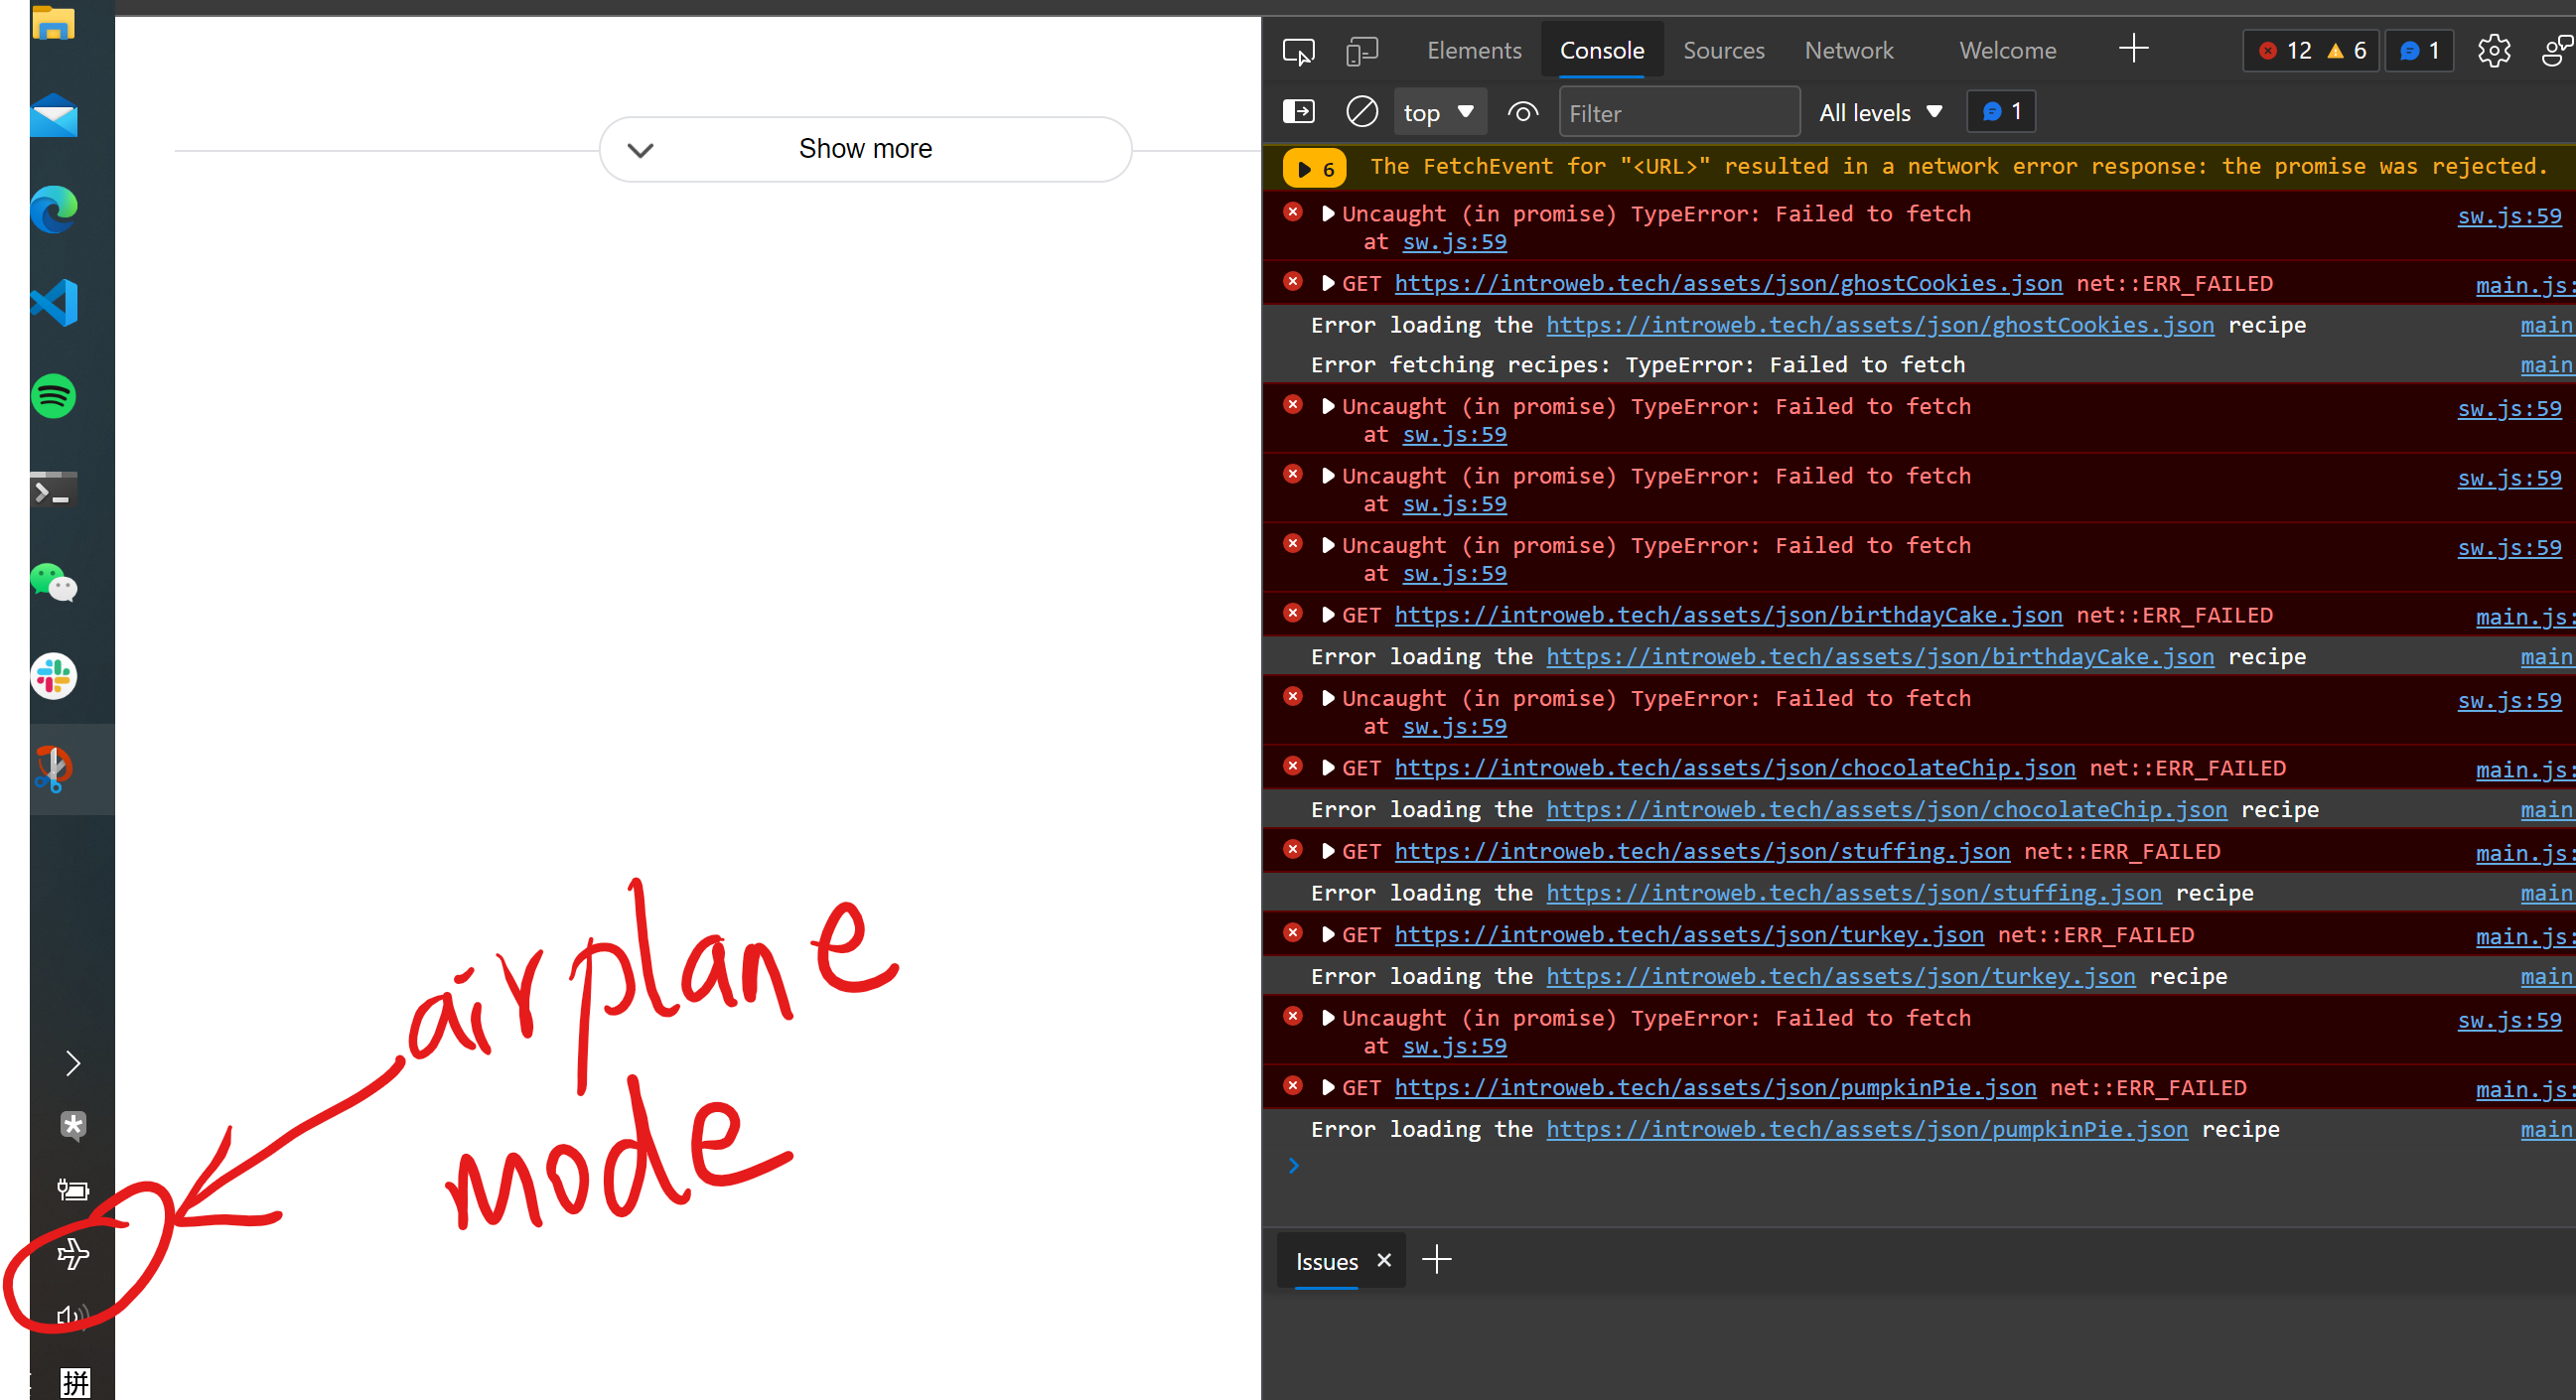 Show more
airplane
mode
拼
Elements Console Sources Network Welcome 12 6 1
top Filter All levels 1
6 The FetchEvent for "<URL>" resulted in a network error response: the promise was rejected.
Uncaught (in promise) TypeError: Failed to fetch sw.js:59
at sw.js:59
GET https://introweb.tech/assets/json/ghostCookies.json net::ERR_FAILED main.js:
Error loading the https://introweb.tech/assets/json/ghostCookies.json recipe main
Error fetching recipes: TypeError: Failed to fetch main
Uncaught (in promise) TypeError: Failed to fetch sw.js:59
at sw.js:59
Uncaught (in promise) TypeError: Failed to fetch sw.js:59
at sw.js:59
Uncaught (in promise) TypeError: Failed to fetch sw.js:59
at sw.js:59
GET https://introweb.tech/assets/json/birthdayCake.json net::ERR_FAILED main.js:
Error loading the https://introweb.tech/assets/json/birthdayCake.json recipe main
Uncaught (in promise) TypeError: Failed to fetch sw.js:59
at sw.js:59
GET https://introweb.tech/assets/json/chocolateChip.json net::ERR_FAILED main.js:
Error loading the https://introweb.tech/assets/json/chocolateChip.json recipe main
GET https://introweb.tech/assets/json/stuffing.json net::ERR_FAILED main.js:
Error loading the https://introweb.tech/assets/json/stuffing.json recipe main
GET https://introweb.tech/assets/json/turkey.json net::ERR_FAILED main.js:
Error loading the https://introweb.tech/assets/json/turkey.json recipe main
Uncaught (in promise) TypeError: Failed to fetch sw.js:59
at sw.js:59
GET https://introweb.tech/assets/json/pumpkinPie.json net::ERR_FAILED main.js:
Error loading the https://introweb.tech/assets/json/pumpkinPie.json recipe main
Issues